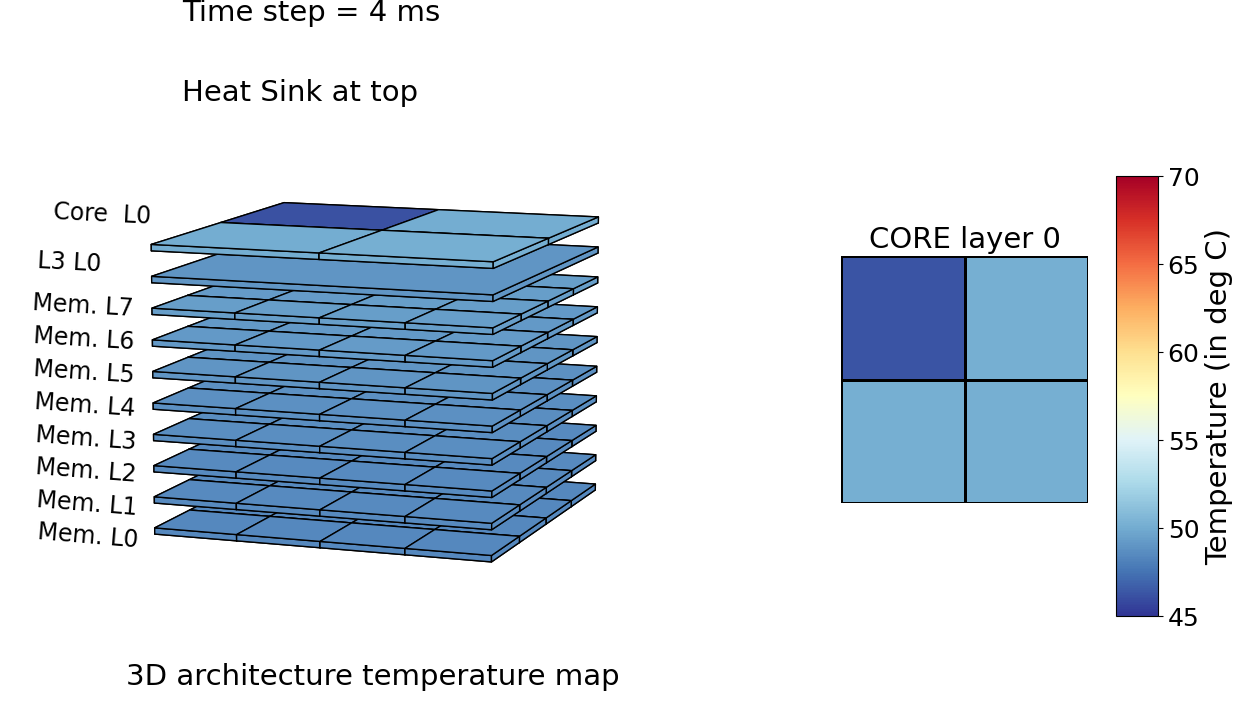 Time step = 4 ms
Heat Sink at top
Core  L0
L3 L0
Mem. L7
Mem. L6
Mem. L5
Mem. L4
Mem. L3
Mem. L2
Mem. L1
Mem. L0
3D architecture temperature map
CORE layer 0
70
65
60
55
50
45
Temperature (in deg C)